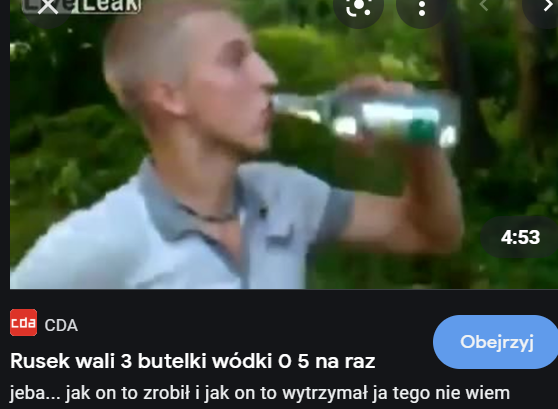 LiveLeak
4:53
cda CDA
Obejrzyj
Rusek wali 3 butelki wódki 0 5 na raz
jeba... jak on to zrobił i jak on to wytrzymał ja tego nie wiem